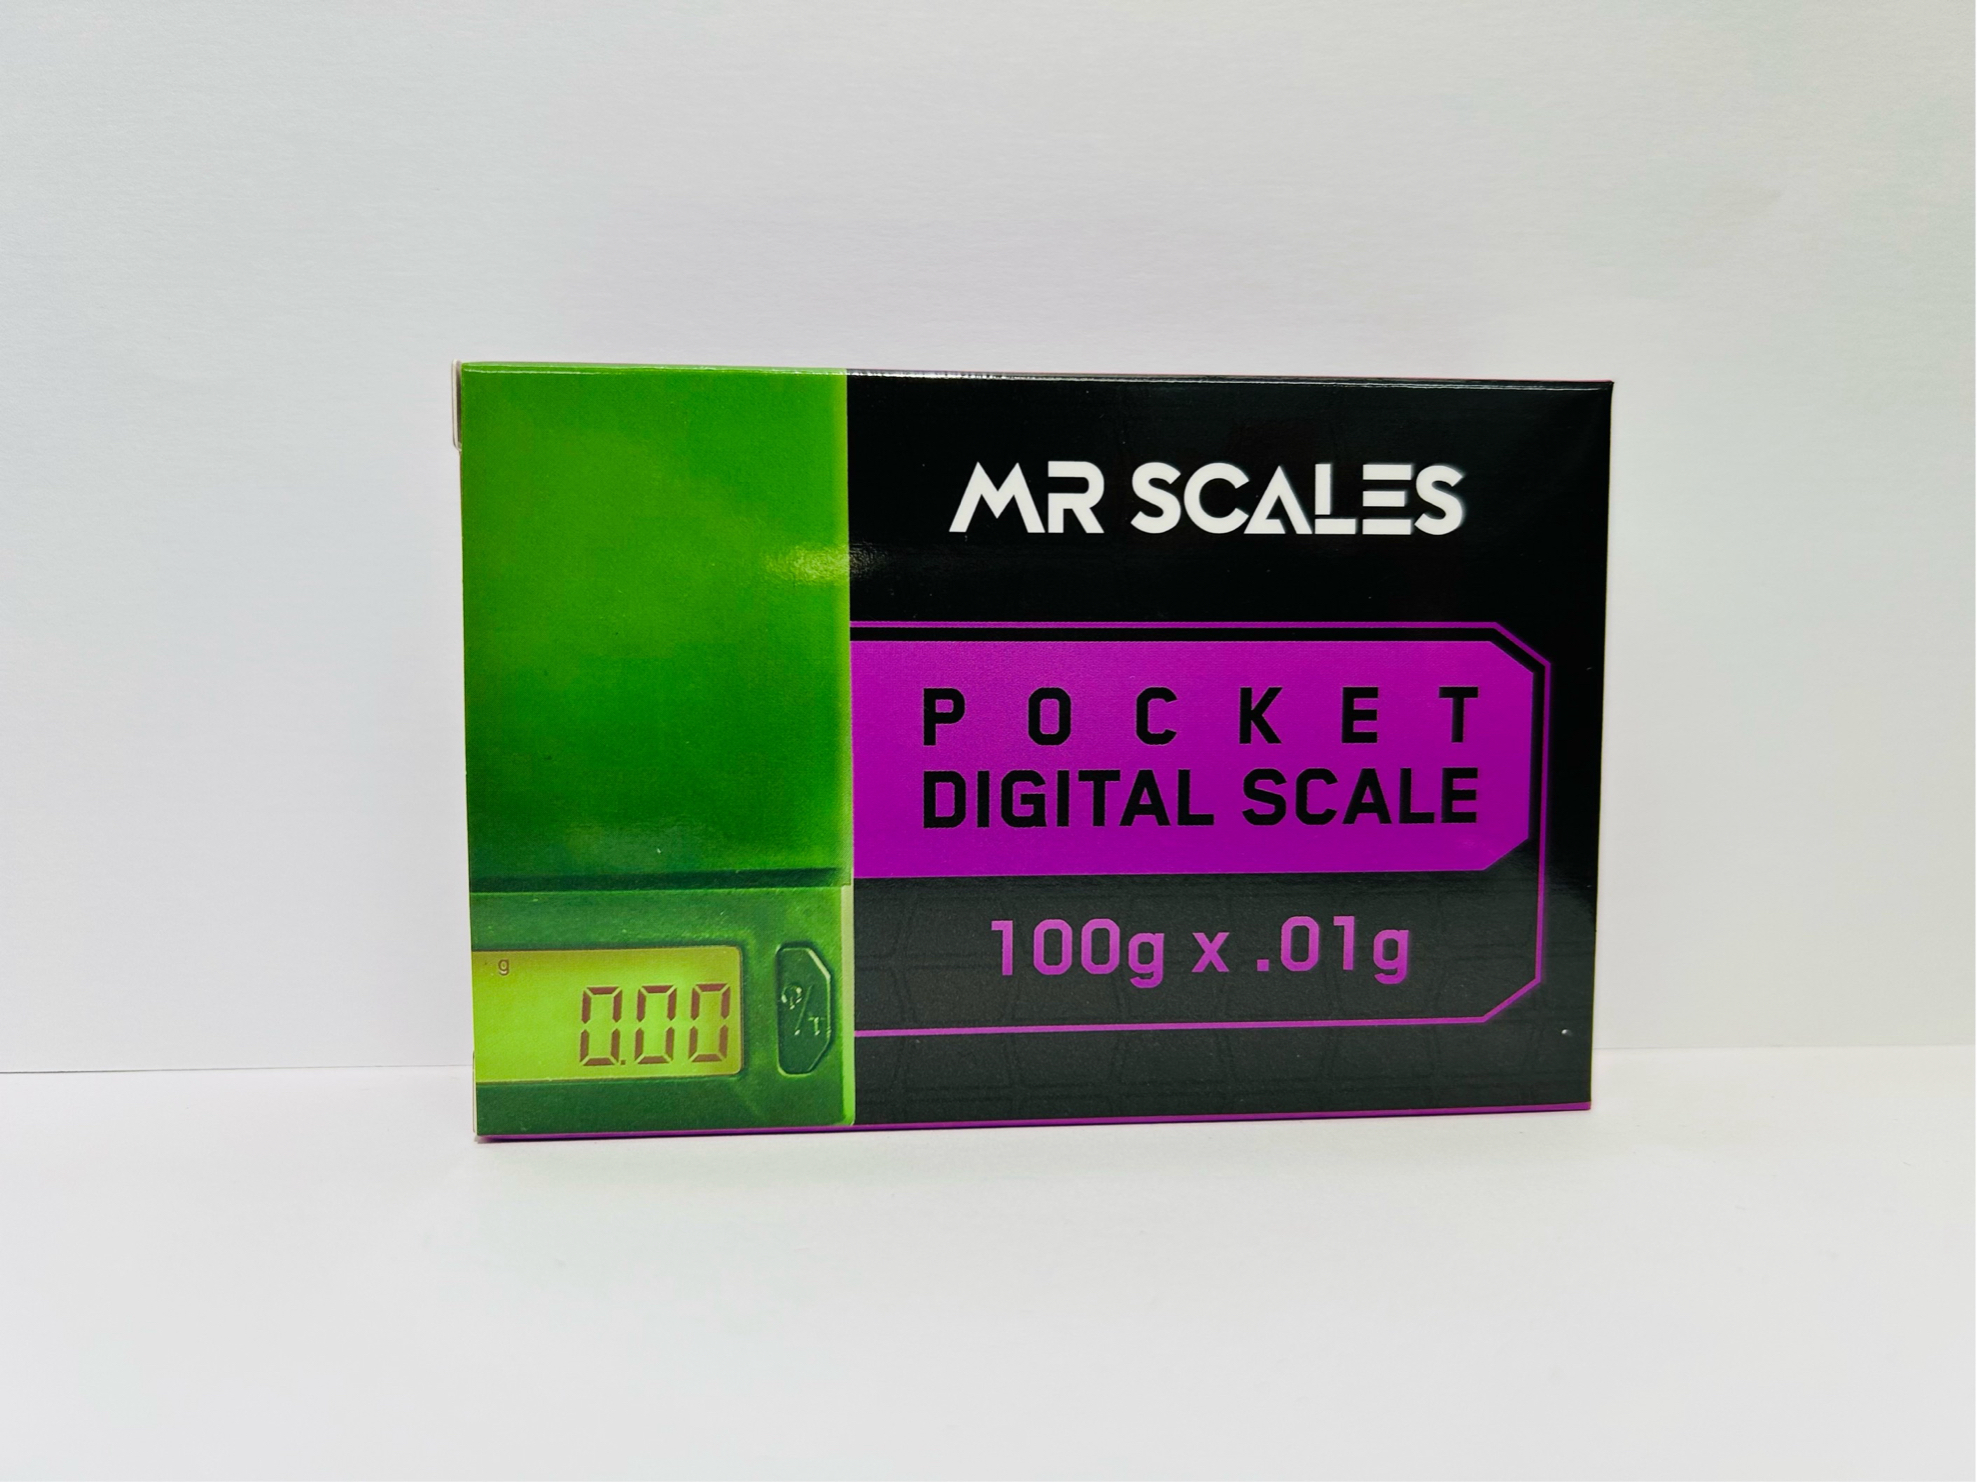 MR SCALES
POCKET
DIGITAL SCALE
100g x .01g
g
0.00